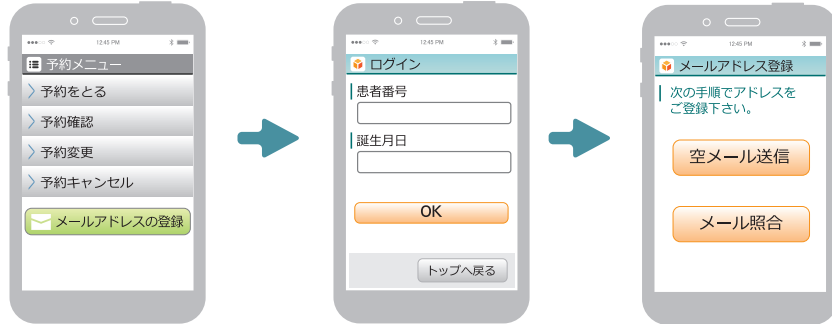 12:45 PM
予約メニュー
予約をとる
予約確認
予約変更
予約キャンセル
メールアドレスの登録
12:45 PM
ログイン
患者番号
誕生月日
OK
トップへ戻る
12:45 PM
メールアドレス登録
次の手順でアドレスを
ご登録下さい。
空メール送信
メール照合